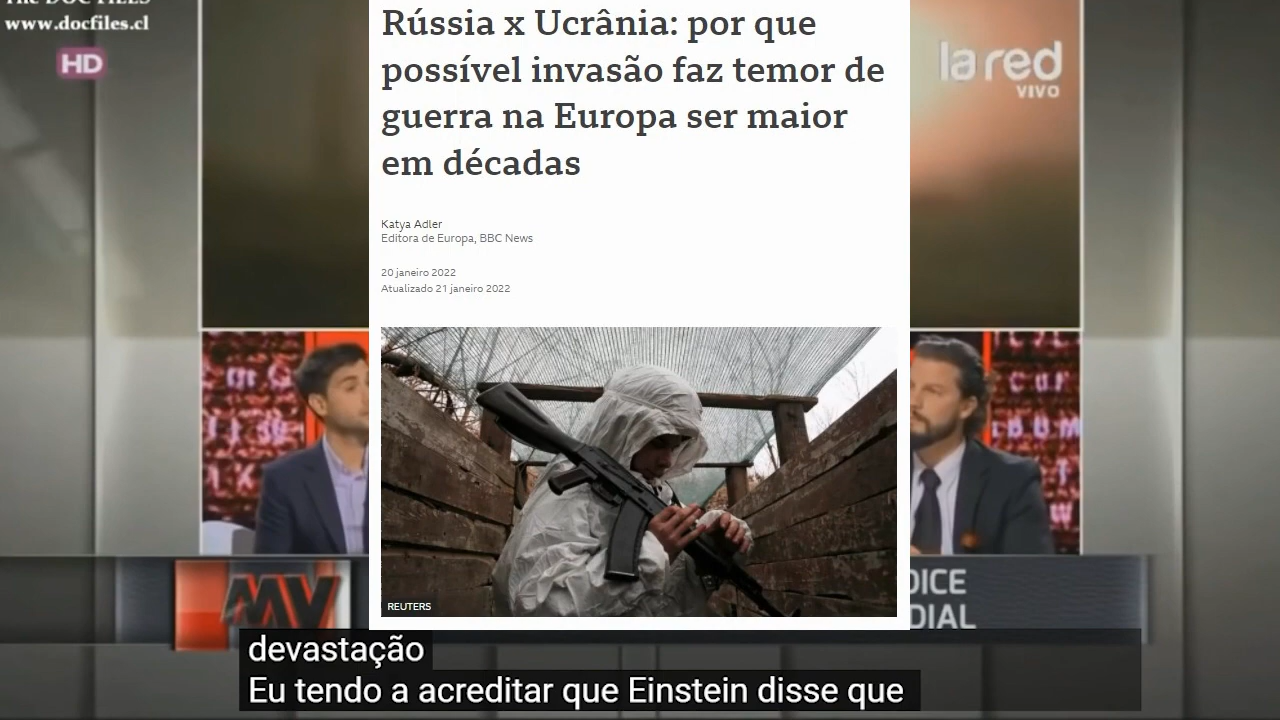 www.docfiles.cl
HD
la red
VIVO
Rússia x Ucrânia: por que
possível invasão faz temor de
guerra na Europa ser maior
em décadas
Katya Adler
Editora de Europa, BBC News
20 janeiro 2022
Atualizado 21 janeiro 2022
REUTERS
MV
DICE
DIAL
devastação
Eu tendo a acreditar que Einstein disse que